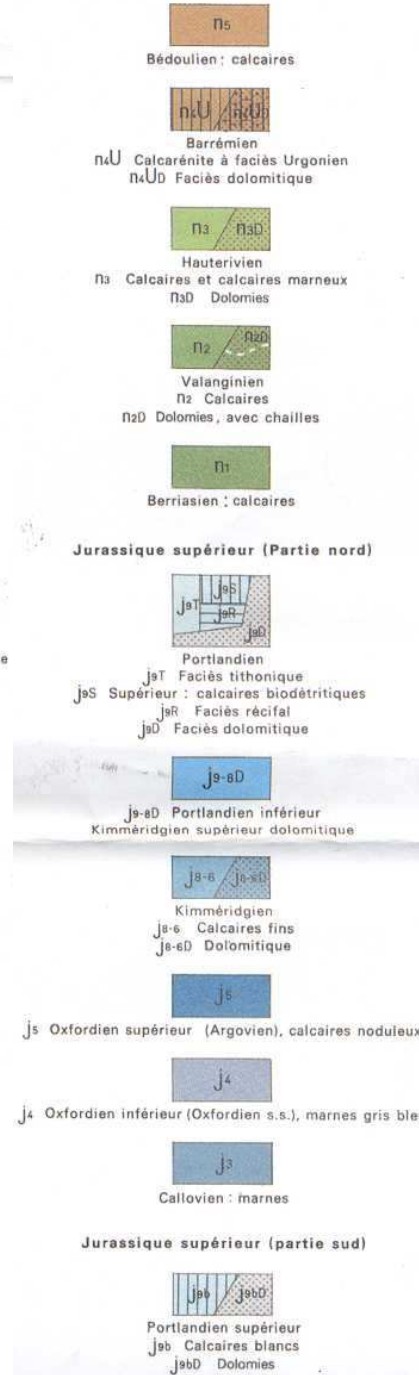 n5
Bédoulien : calcaires
n4U n4UD
Barrémien
n4U Calcarénite à faciès Urgonien
n4UD Faciès dolomitique
n3 n3D
Hauterivien
n3 Calcaires et calcaires marneux
n3D Dolomies
n2 n2D
Valanginien
n2 Calcaires
n2D Dolomies, avec chailles
n1
Berriasien : calcaires
Jurassique supérieur (Partie nord)
j9T j9S
j9R
j9D
Portlandien
j9T Faciès tithonique
j9S Supérieur : calcaires biodétritiques
j9R Faciès récifal
j9D Faciès dolomitique
j9-8D
j9-8D Portlandien inférieur
Kimméridgien supérieur dolomitique
j8-6 j8-6D
Kimméridgien
j8-6 Calcaires fins
j8-6D Dolomitique
j5
j5 Oxfordien supérieur (Argovien), calcaires noduleux
j4
j4 Oxfordien inférieur (Oxfordien s.s.), marnes gris ble
j3
Callovien : marnes
Jurassique supérieur (partie sud)
j9b j9bD
Portlandien supérieur
j9b Calcaires blancs
j9bD Dolomies